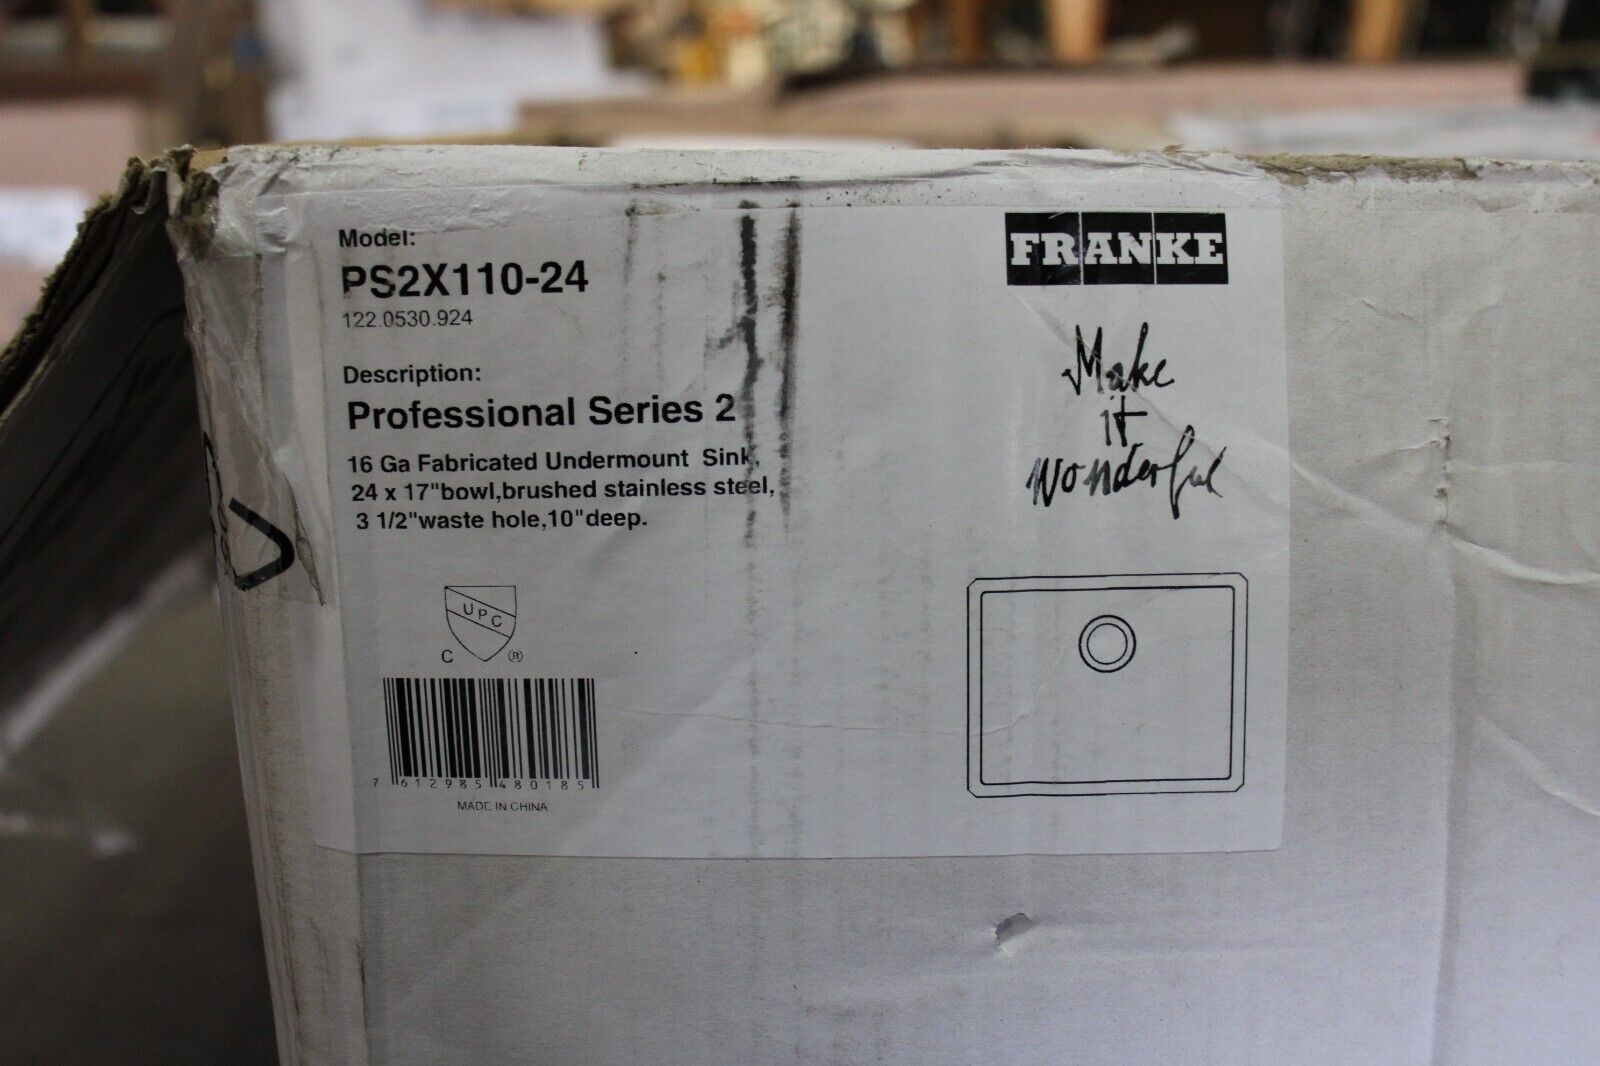 Model:
PS2X110-24
122.0530.924
Description:
Professional Series 2
16 Ga Fabricated Undermount Sink,
24 x 17"bowl,brushed stainless steel,
3 1/2"waste hole,10"deep.
UPC
C ®
7 612985 480185
MADE IN CHINA
FRANKE
Make
it
Wonderful